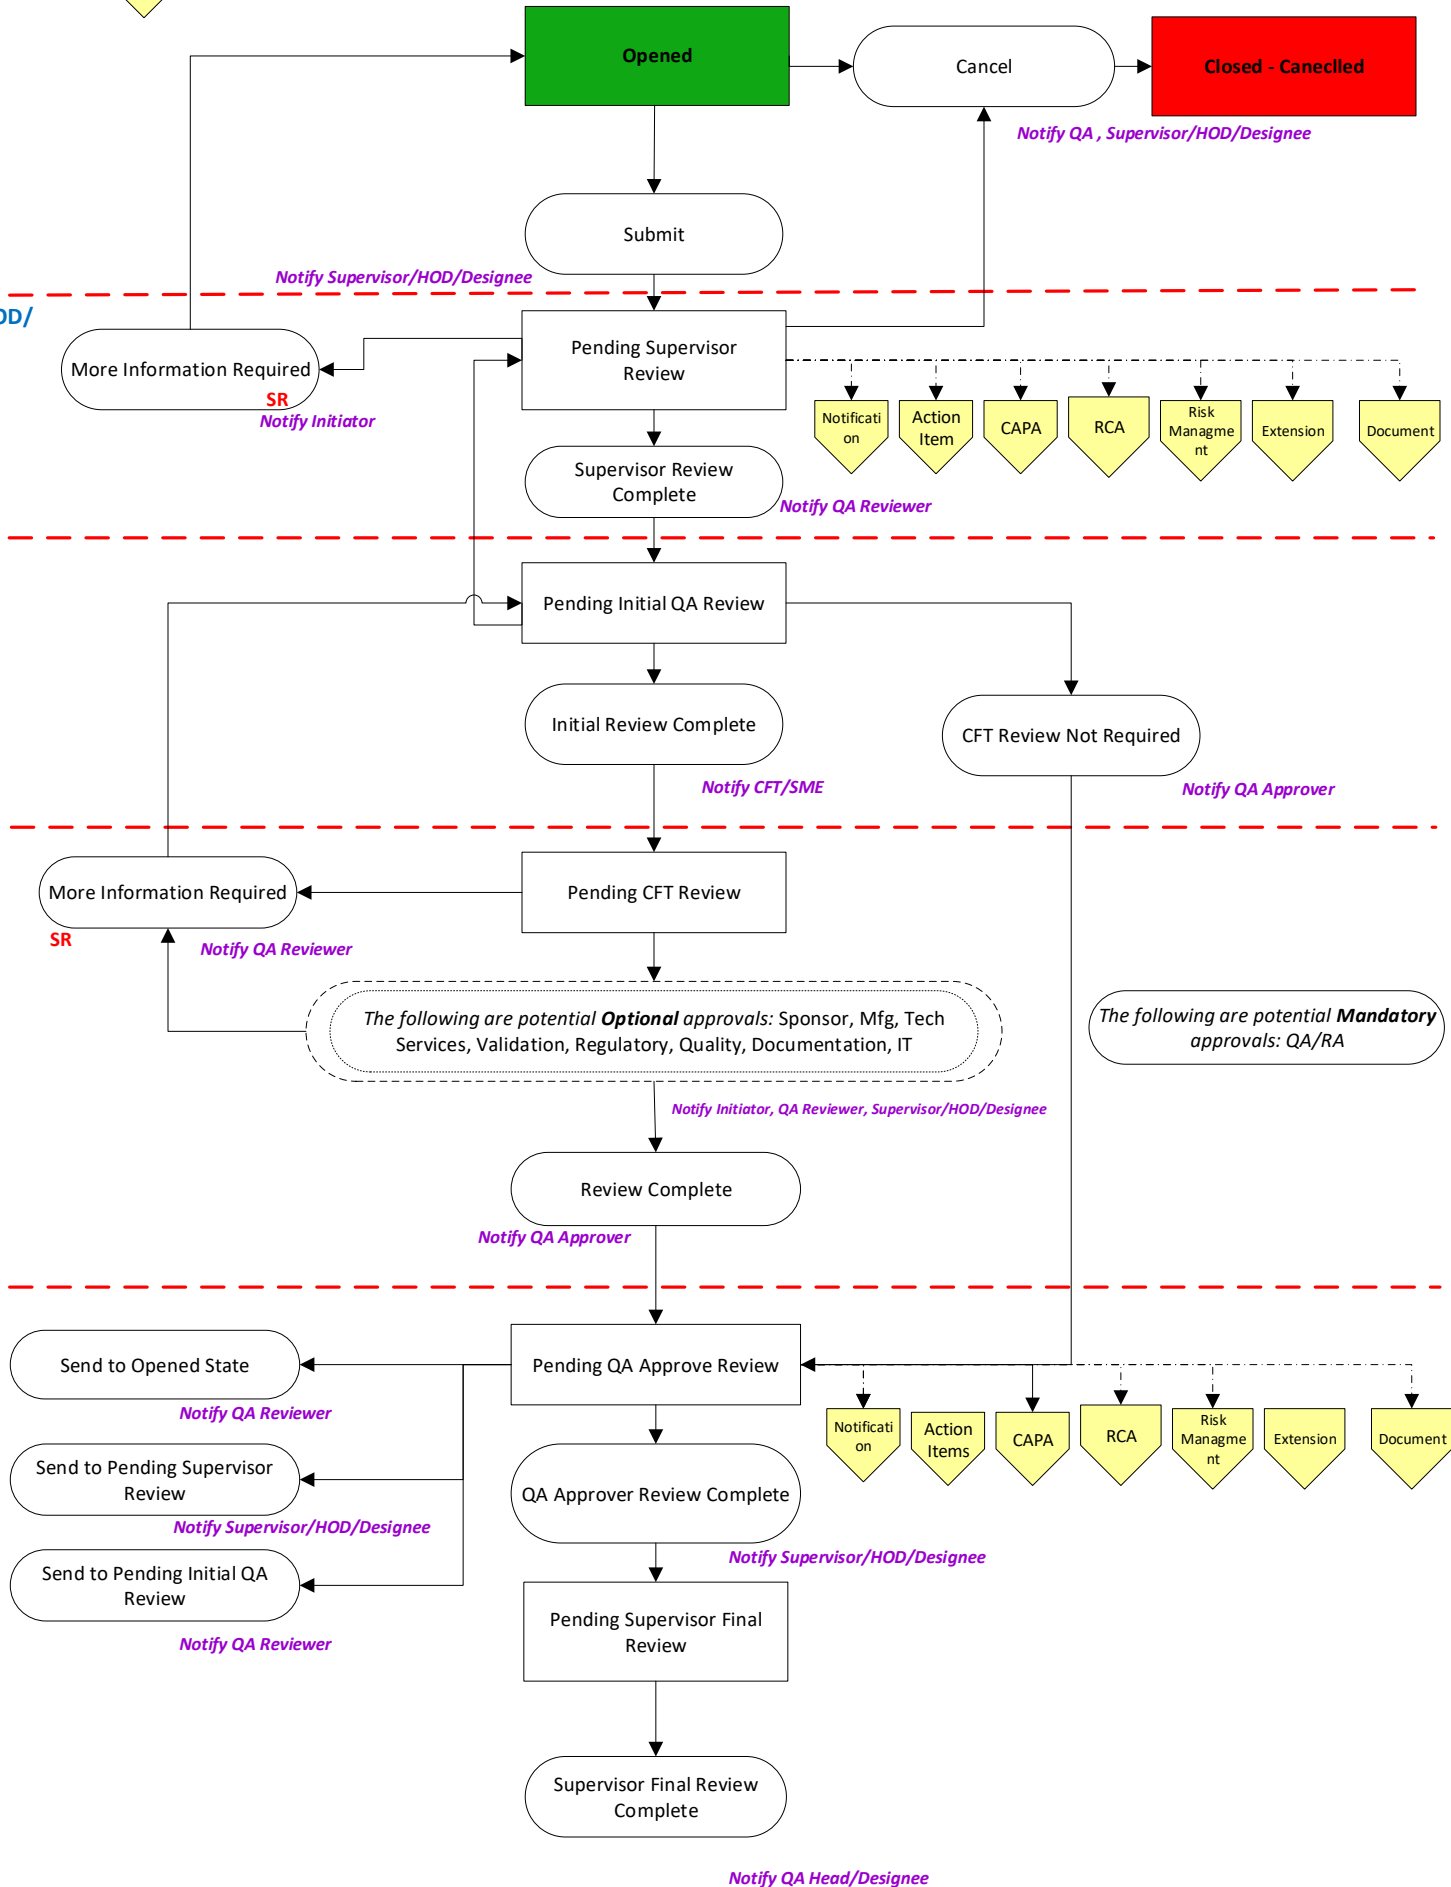 Opened
Cancel
Closed - Caneclled
Notify QA , Supervisor/HOD/Designee
Submit
Notify Supervisor/HOD/Designee
OD/
More Information Required
SR
Notify Initiator
Pending Supervisor
Review
Notificati
on
Action
Item
CAPA
RCA
Risk
Managme
nt
Extension
Document
Supervisor Review
Complete
Notify QA Reviewer
Pending Initial QA Review
Initial Review Complete
CFT Review Not Required
Notify CFT/SME
Notify QA Approver
More Information Required
SR
Notify QA Reviewer
Pending CFT Review
The following are potential Optional approvals: Sponsor, Mfg, Tech
Services, Validation, Regulatory, Quality, Documentation, IT
The following are potential Mandatory
approvals: QA/RA
Notify Initiator, QA Reviewer, Supervisor/HOD/Designee
Review Complete
Notify QA Approver
Send to Opened State
Notify QA Reviewer
Pending QA Approve Review
Notificati
on
Action
Items
CAPA
RCA
Risk
Managme
nt
Extension
Document
Send to Pending Supervisor
Review
Notify Supervisor/HOD/Designee
QA Approver Review Complete
Notify Supervisor/HOD/Designee
Send to Pending Initial QA
Review
Notify QA Reviewer
Pending Supervisor Final
Review
Supervisor Final Review
Complete
Notify QA Head/Designee